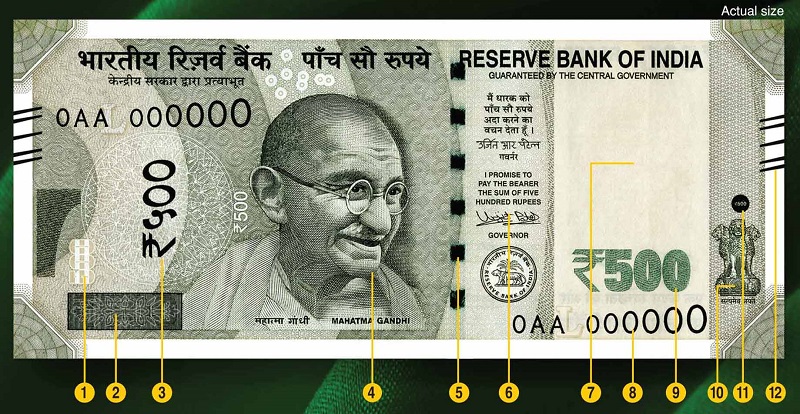 Actual size
भारतीय रिज़र्व बैंक
केन्द्रीय सरकार द्वारा प्रत्याभूत
पाँच सौ रुपये
RESERVE BANK OF INDIA
GUARANTEED BY THE CENTRAL GOVERNMENT
0AA 000000
₹५००
₹500
मैं धारक को
पाँच सौ रुपये
अदा करने का
वचन देता हूँ ।
उर्जित आर पटेल
गवर्नर
I PROMISE TO
PAY THE BEARER
THE SUM OF FIVE
HUNDRED RUPEES
GOVERNOR
भारतीय रिज़र्व बैंक
RESERVE BANK OF INDIA
₹500
₹500
सत्यमेव जयते
महात्मा गांधी
MAHATMA GANDHI
0AA 000000
1 2 3 4 5 6 7 8 9 10 11 12